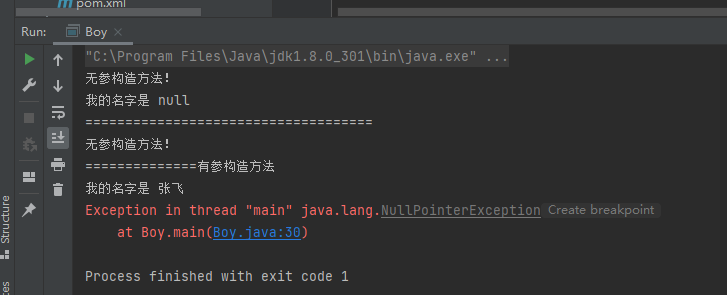 pom.xml
Run:
Boy
"C:\Program Files\Java\jdk1.8.0_301\bin\java.exe" ...
无参构造方法!
我的名字是 null
====================================
无参构造方法!
==============有参构造方法
我的名字是 张飞
Exception in thread "main" java.lang.NullPointerException Create breakpoint
at Boy.main(Boy.java:30)
Process finished with exit code 1
Structure